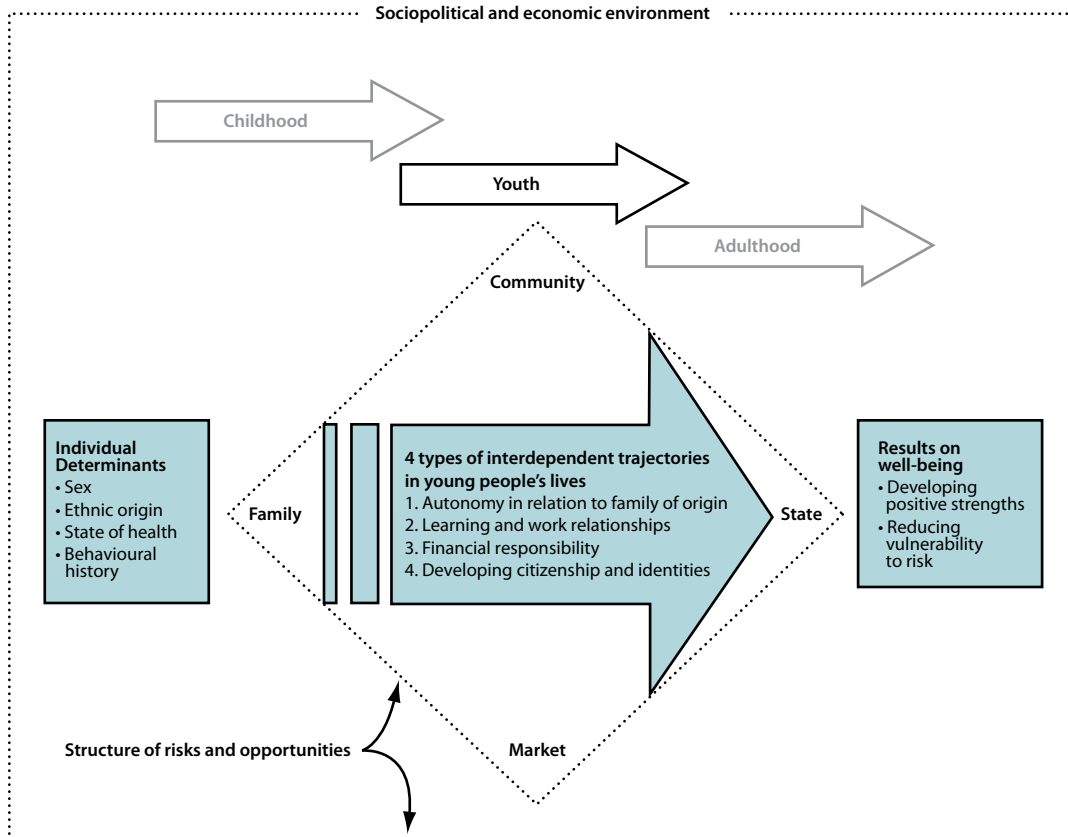 Sociopolitical and economic environment
Childhood
Youth
Adulthood
Community
Individual
Determinants
• Sex
• Ethnic origin
• State of health
• Behavioural
history
Family
4 types of interdependent trajectories
in young people's lives
1. Autonomy in relation to family of origin
2. Learning and work relationships
3. Financial responsibility
4. Developing citizenship and identities
State
Results on
well-being
• Developing
positive strengths
• Reducing
vulnerability
to risk
Structure of risks and opportunities
Market